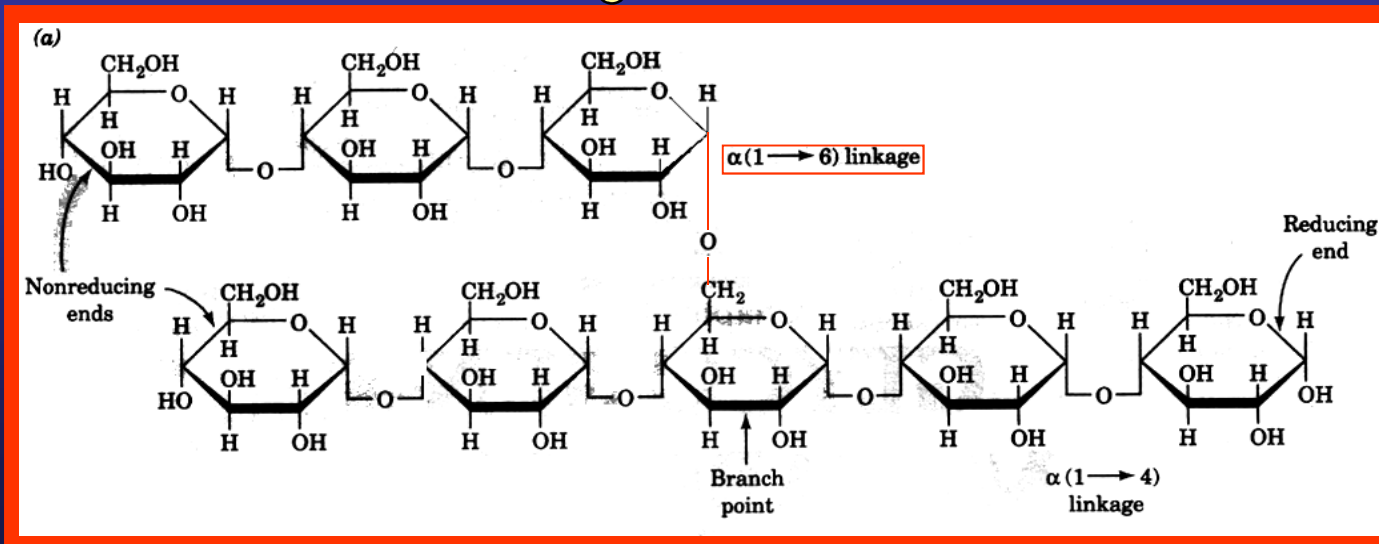 (a)
CH₂OH CH₂OH CH₂OH
H O H H O H H O H
H H H
OH H OH H OH H
α(1⟶6) linkage
HO O O
H OH H OH H OH
Reducing
end
O
Nonreducing
ends
CH₂OH CH₂OH CH₂ CH₂OH CH₂OH
H O H H O H H O H H O H H O H
H H H H H
OH H OH H OH H OH H OH H
HO O O O O OH
H OH H OH H OH H OH H OH
Branch
point
α(1⟶4)
linkage